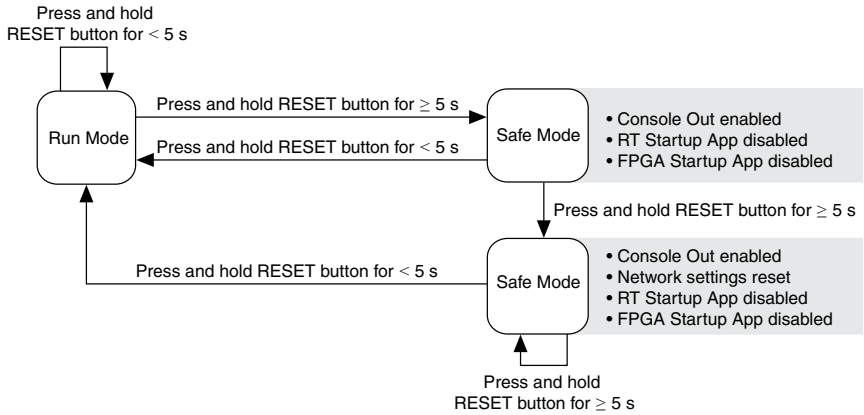 Press and hold
RESET button for < 5 s
Run Mode
Press and hold RESET button for ≥ 5 s
Press and hold RESET button for < 5 s
Safe Mode
• Console Out enabled
• RT Startup App disabled
• FPGA Startup App disabled
Press and hold RESET button for ≥ 5 s
Press and hold RESET button for < 5 s
Safe Mode
• Console Out enabled
• Network settings reset
• RT Startup App disabled
• FPGA Startup App disabled
Press and hold
RESET button for ≥ 5 s